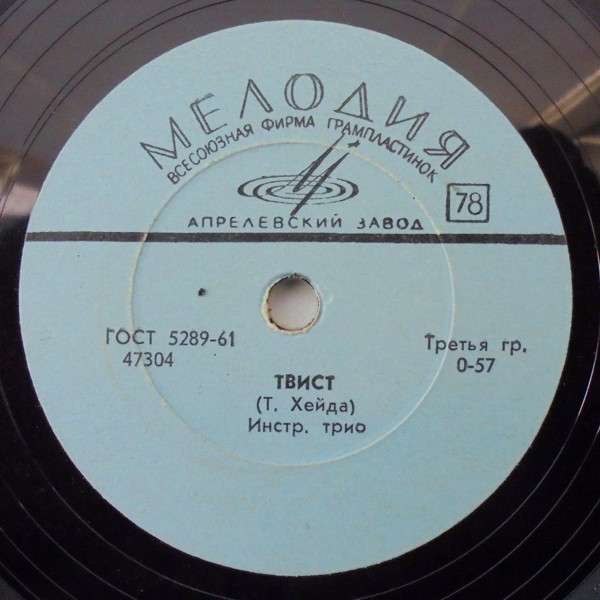 МЕЛОДИЯ
ВСЕСОЮЗНАЯ ФИРМА ГРАМПЛАСТИНОК
78
АПРЕЛЕВСКИЙ ЗАВОД
ГОСТ 5289-61
47304
Третья гр.
0-57
ТВИСТ
(Т. Хейда)
Инстр. трио